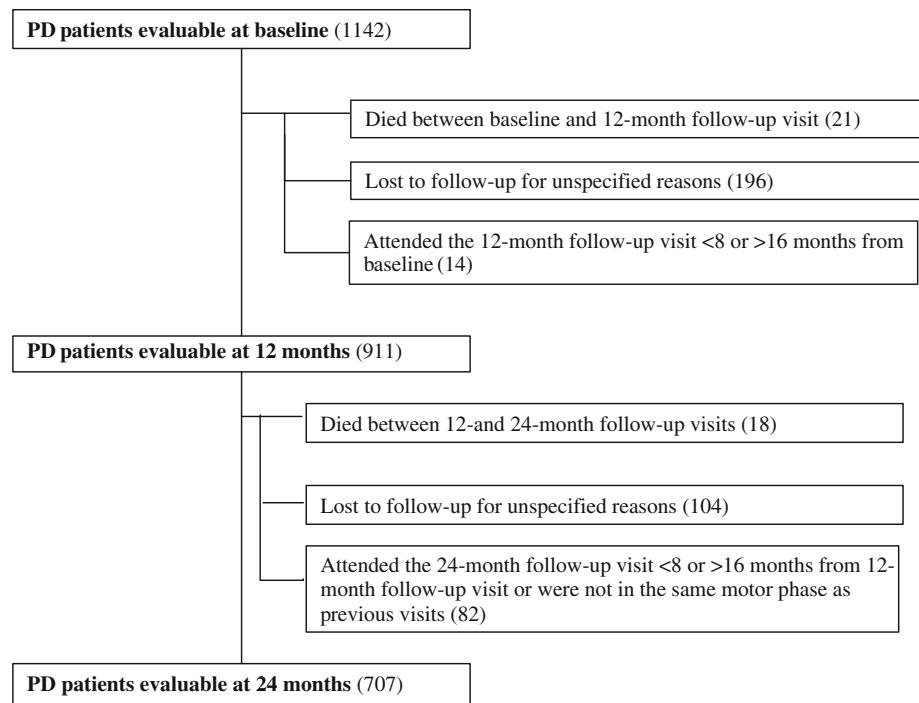 PD patients evaluable at baseline (1142)
Died between baseline and 12-month follow-up visit (21)
Lost to follow-up for unspecified reasons (196)
Attended the 12-month follow-up visit <8 or >16 months from
baseline (14)
PD patients evaluable at 12 months (911)
Died between 12-and 24-month follow-up visits (18)
Lost to follow-up for unspecified reasons (104)
Attended the 24-month follow-up visit <8 or >16 months from 12-
month follow-up visit or were not in the same motor phase as
previous visits (82)
PD patients evaluable at 24 months (707)